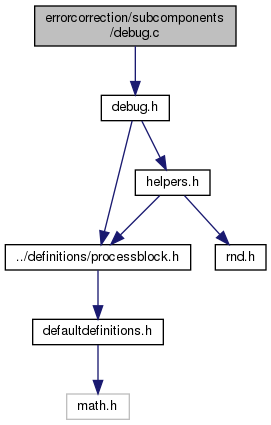 errorcorrection/subcomponents
/debug.c
debug.h
helpers.h
../definitions/processblock.h
rnd.h
defaultdefinitions.h
math.h